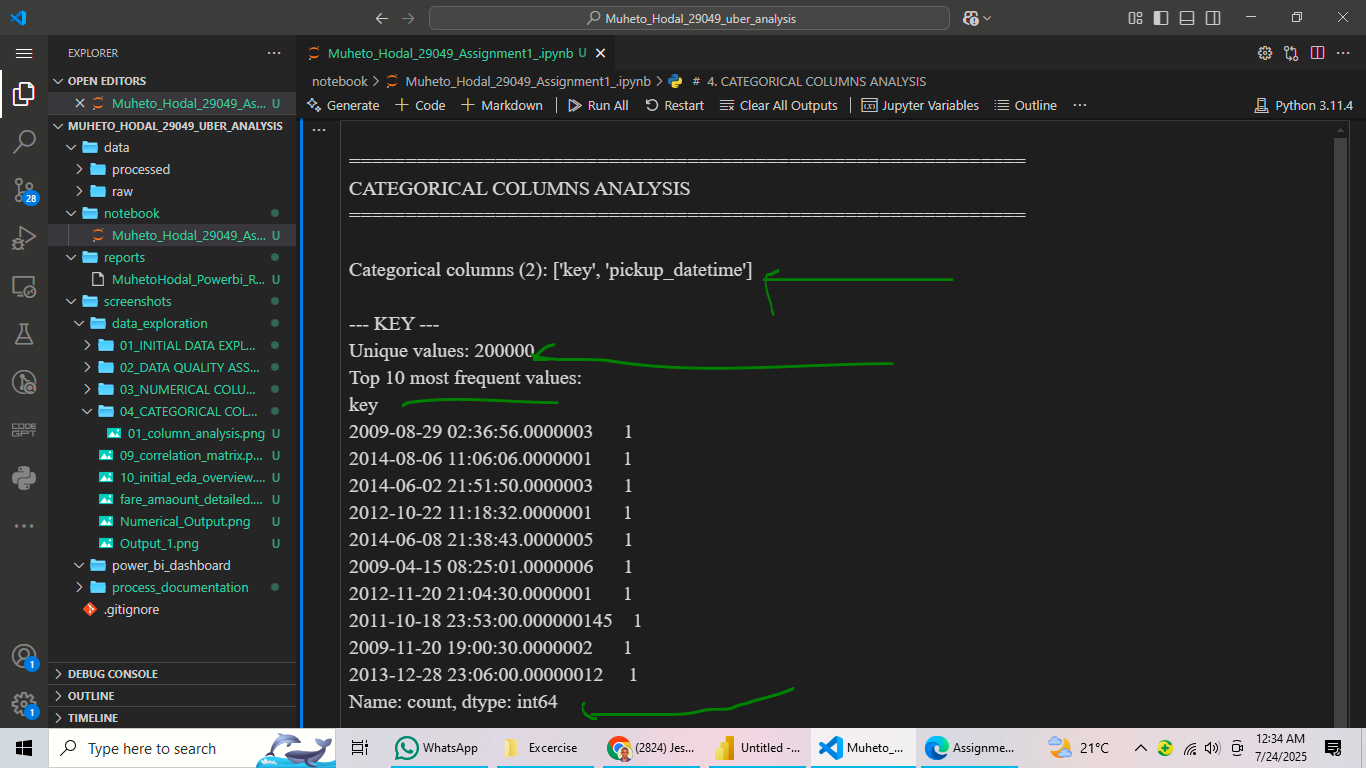 Muheto_Hodal_29049_uber_analysis
EXPLORER
OPEN EDITORS
Muheto_Hodal_29049_As... U
MUHETO_HODAL_29049_UBER_ANALYSIS
data
processed
raw
notebook
Muheto_Hodal_29049_As... U
reports
MuhetoHodal_Powerbi_R... U
screenshots
data_exploration
01_INITIAL DATA EXPL...
02_DATA QUALITY ASS...
03_NUMERICAL COLU...
04_CATEGORICAL COL...
01_column_analysis.png U
09_correlation_matrix.p... U
10_initial_eda_overview.... U
fare_amaount_detailed.... U
Numerical_Output.png U
Output_1.png U
power_bi_dashboard
process_documentation
.gitignore
DEBUG CONSOLE
OUTLINE
TIMELINE
28
CODE
GPT
1
1
Muheto_Hodal_29049_Assignment1_.ipynb U
notebook > Muheto_Hodal_29049_Assignment1_.ipynb > # 4. CATEGORICAL COLUMNS ANALYSIS
Generate + Code + Markdown | Run All Restart Clear All Outputs | Jupyter Variables Outline ... Python 3.11.4
============================================================
CATEGORICAL COLUMNS ANALYSIS
============================================================
Categorical columns (2): ['key', 'pickup_datetime']
--- KEY ---
Unique values: 200000
Top 10 most frequent values:
key
2009-08-29 02:36:56.0000003 1
2014-08-06 11:06:06.0000001 1
2014-06-02 21:51:50.0000003 1
2012-10-22 11:18:32.0000001 1
2014-06-08 21:38:43.0000005 1
2009-04-15 08:25:01.0000006 1
2012-11-20 21:04:30.0000001 1
2011-10-18 23:53:00.000000145 1
2009-11-20 19:00:30.0000002 1
2013-12-28 23:06:00.00000012 1
Name: count, dtype: int64
Type here to search
WhatsApp
Excercise
(2824) Jes...
Untitled -...
Muheto_...
Assignme...
21°C
12:34 AM
7/24/2025